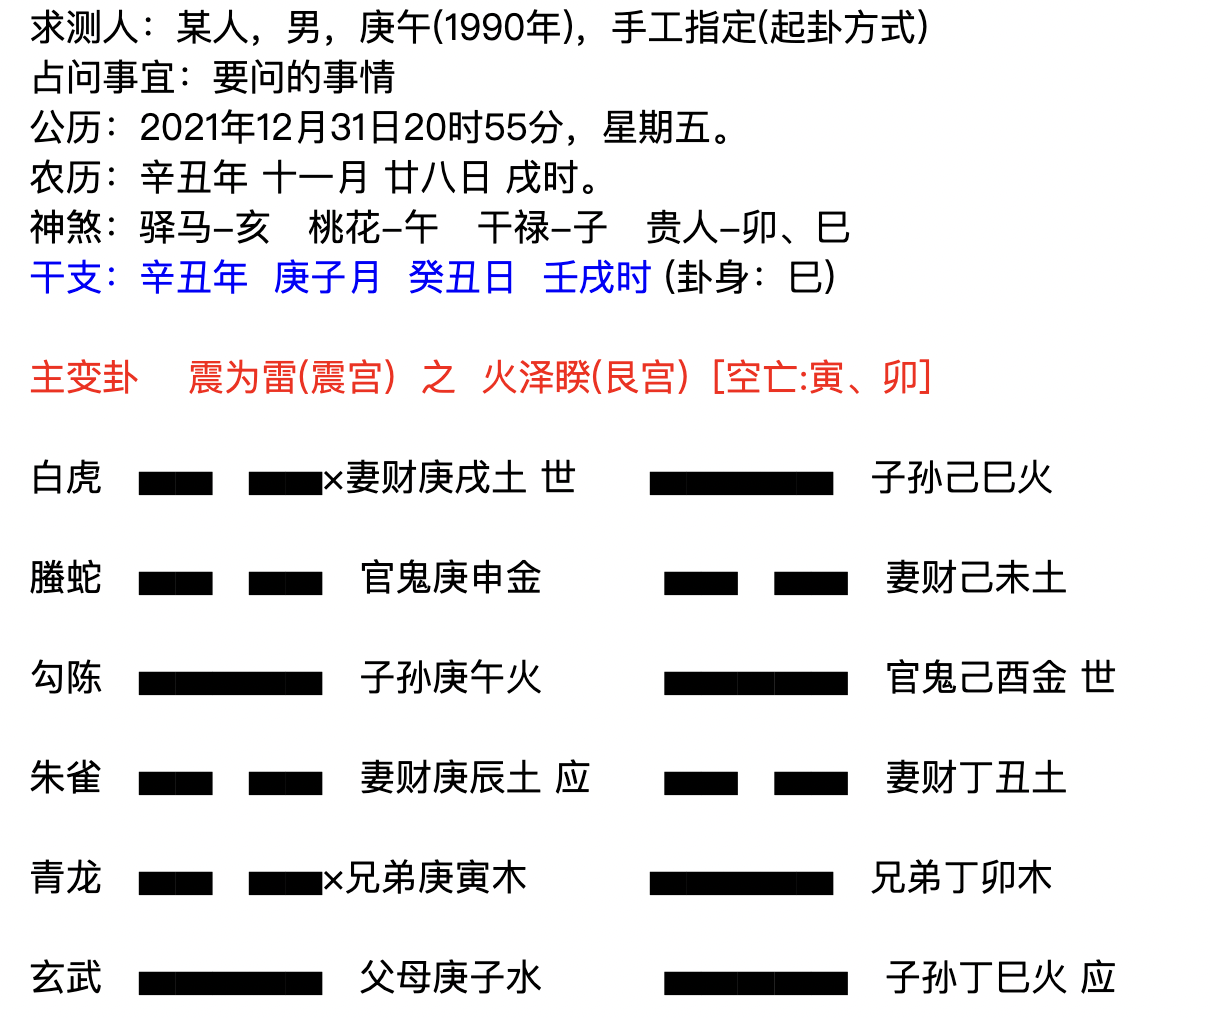 求测人：某人，男，庚午(1990年)，手工指定(起卦方式)
占问事宜：要问的事情
公历：2021年12月31日20时55分，星期五。
农历：辛丑年 十一月 廿八日 戌时。
神煞：驿马–亥 桃花–午 干禄–子 贵人–卯、巳
干支：辛丑年 庚子月 癸丑日 壬戌时 (卦身：巳)
主变卦 震为雷(震宫) 之 火泽睽(艮宫) [空亡:寅、卯]
白虎 ×妻财庚戌土 世 子孙己巳火
螣蛇 官鬼庚申金 妻财己未土
勾陈 子孙庚午火 官鬼己酉金 世
朱雀 妻财庚辰土 应 妻财丁丑土
青龙 ×兄弟庚寅木 兄弟丁卯木
玄武 父母庚子水 子孙丁巳火 应